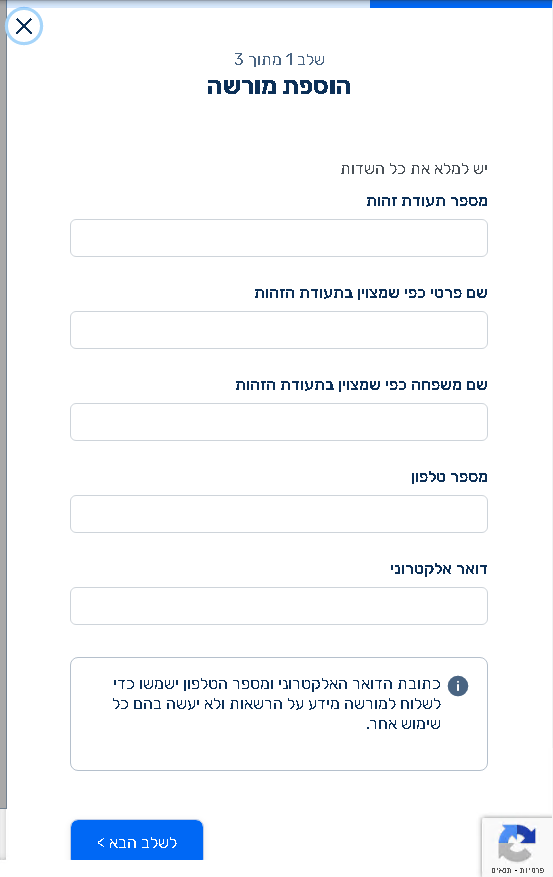 שלב 1 מתוך 3
הוספת מורשה
יש למלא את כל השדות
מספר תעודת זהות
שם פרטי כפי שמצוין בתעודת הזהות
שם משפחה כפי שמצוין בתעודת הזהות
מספר טלפון
דואר אלקטרוני
כתובת הדואר האלקטרוני ומספר הטלפון ישמשו כדי
לשלוח למורשה מידע על הרשאות ולא יעשה בהם כל
שימוש אחר.
לשלב הבא >
פרטיות - תנאים